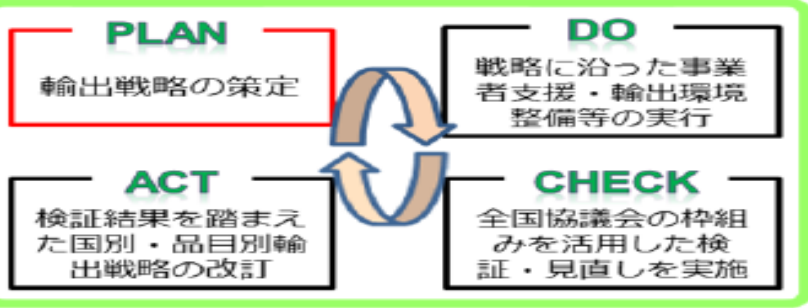 PLAN
輸出戦略の策定
DO
戦略に沿った事業
者支援・輸出環境
整備等の実行
ACT
検証結果を踏まえ
た国別・品目別輸
出戦略の改訂
CHECK
全国協議会の枠組
みを活用した検
証・見直しを実施